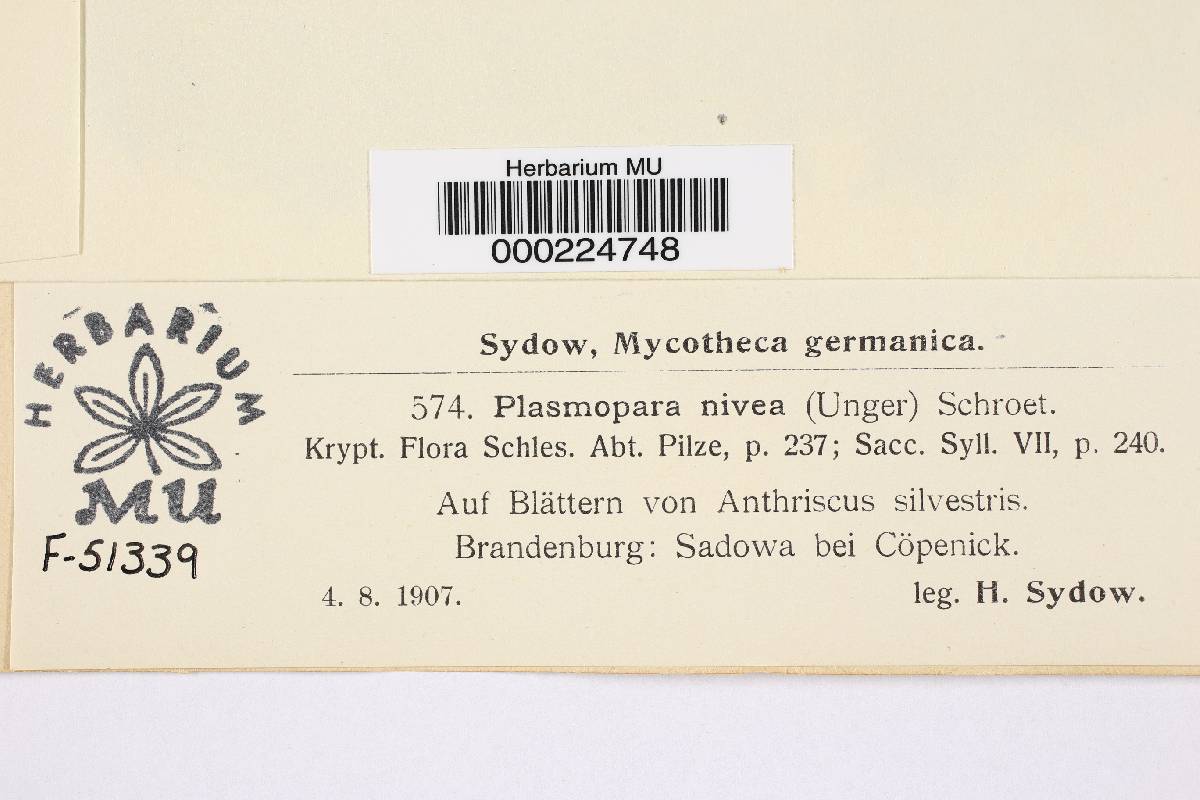 Herbarium MU
000224748
HERBARIUM
MU
F-51339
Sydow, Mycotheca germanica.
574. Plasmopara nivea (Unger) Schroet.
Krypt. Flora Schles. Abt. Pilze, p. 237; Sacc. Syll. VII, p. 240.
Auf Blättern von Anthriscus silvestris.
Brandenburg: Sadowa bei Cöpenick.
4. 8. 1907. leg. H. Sydow.